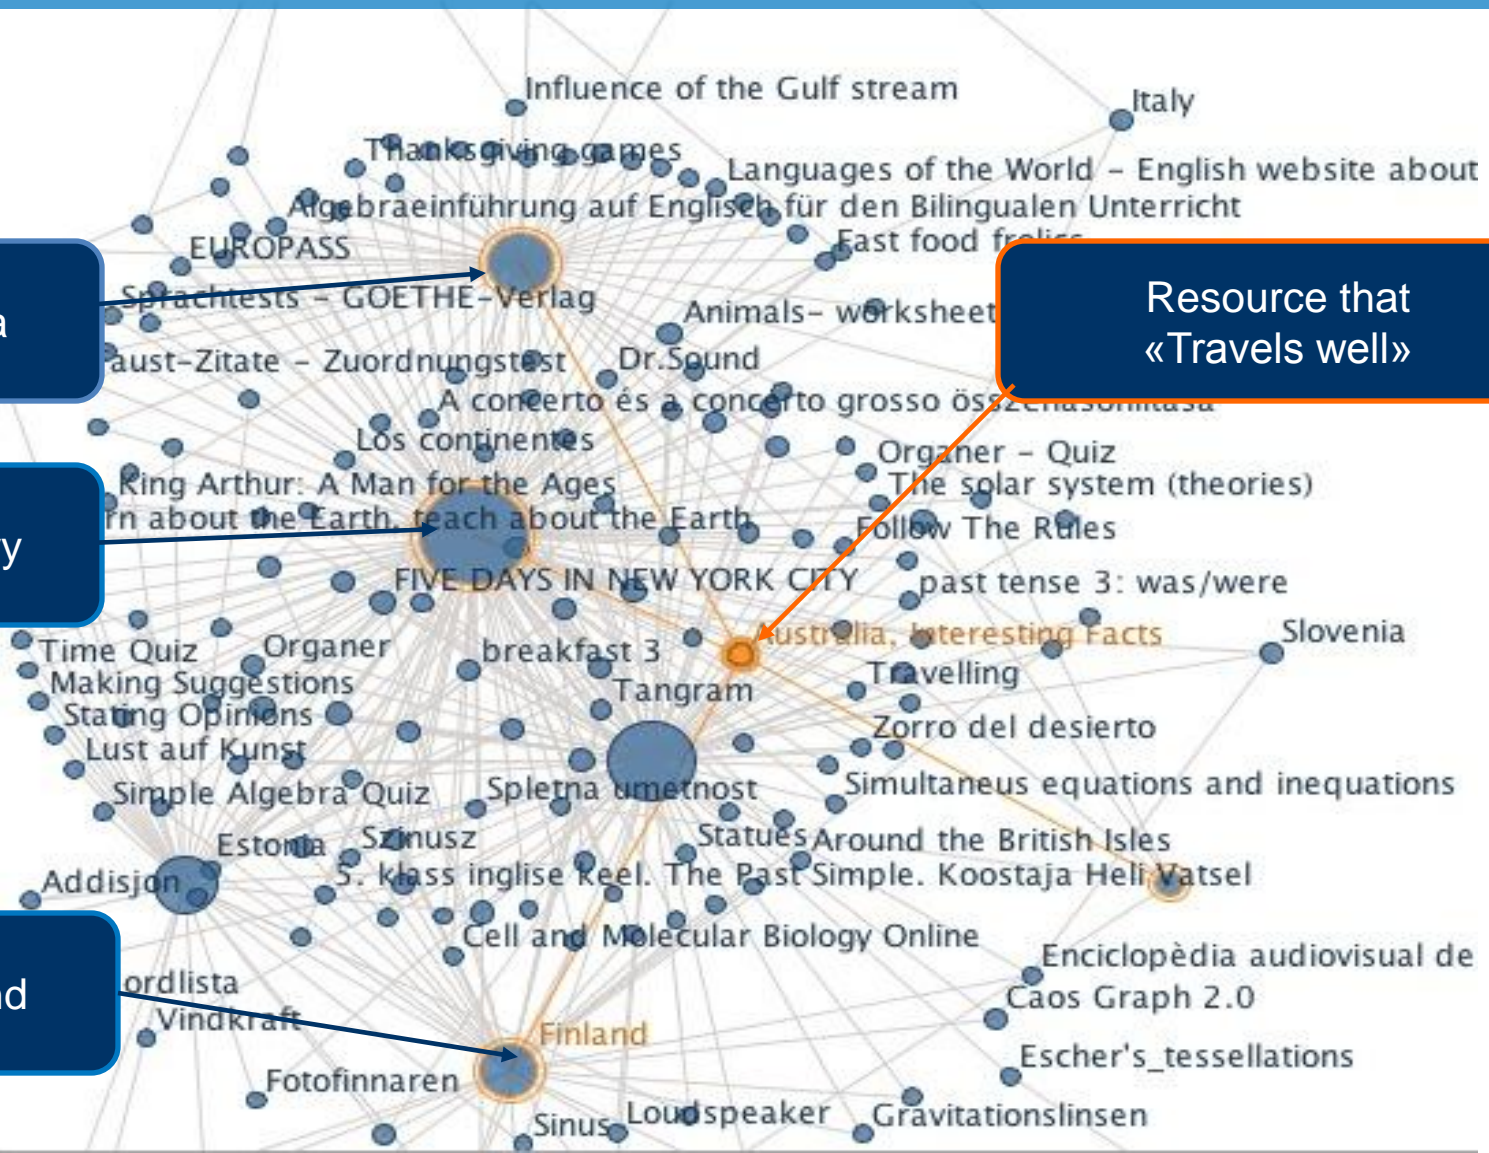 Influence of the Gulf stream
Italy
Thanksgiving games
Languages of the World – English website about
Algebraeinführung auf Englisch für den Bilingualen Unterricht
EUROPASS
Fast food frolics
Sprachtests – GOETHE-Verlag
Animals– worksheet
Resource that
«Travels well»
a
aust-Zitate – Zuordnungstest
Dr.Sound
A concerto és a concerto grosso összehasonlítása
Los continentes
Organer – Quiz
King Arthur: A Man for the Ages
The solar system (theories)
rn about the Earth, teach about the Earth
Follow The Rules
y
FIVE DAYS IN NEW YORK CITY
past tense 3: was/were
Australia, Interesting Facts
Slovenia
Time Quiz
Organer
breakfast 3
Travelling
Making Suggestions
Tangram
Stating Opinions
Zorro del desierto
Lust auf Kunst
Simple Algebra Quiz
Spletna umetnost
Simultaneus equations and inequations
Estonia
Szinusz
Statues
Around the British Isles
Addisjon
5. klass inglise keel. The Past Simple. Koostaja Heli Vatsel
Cell and Molecular Biology Online
Enciclopèdia audiovisual de
nd
ordlista
Caos Graph 2.0
Vindkraft
Finland
Escher's_tessellations
Fotofinnaren
Sinus
Loudspeaker
Gravitationslinsen